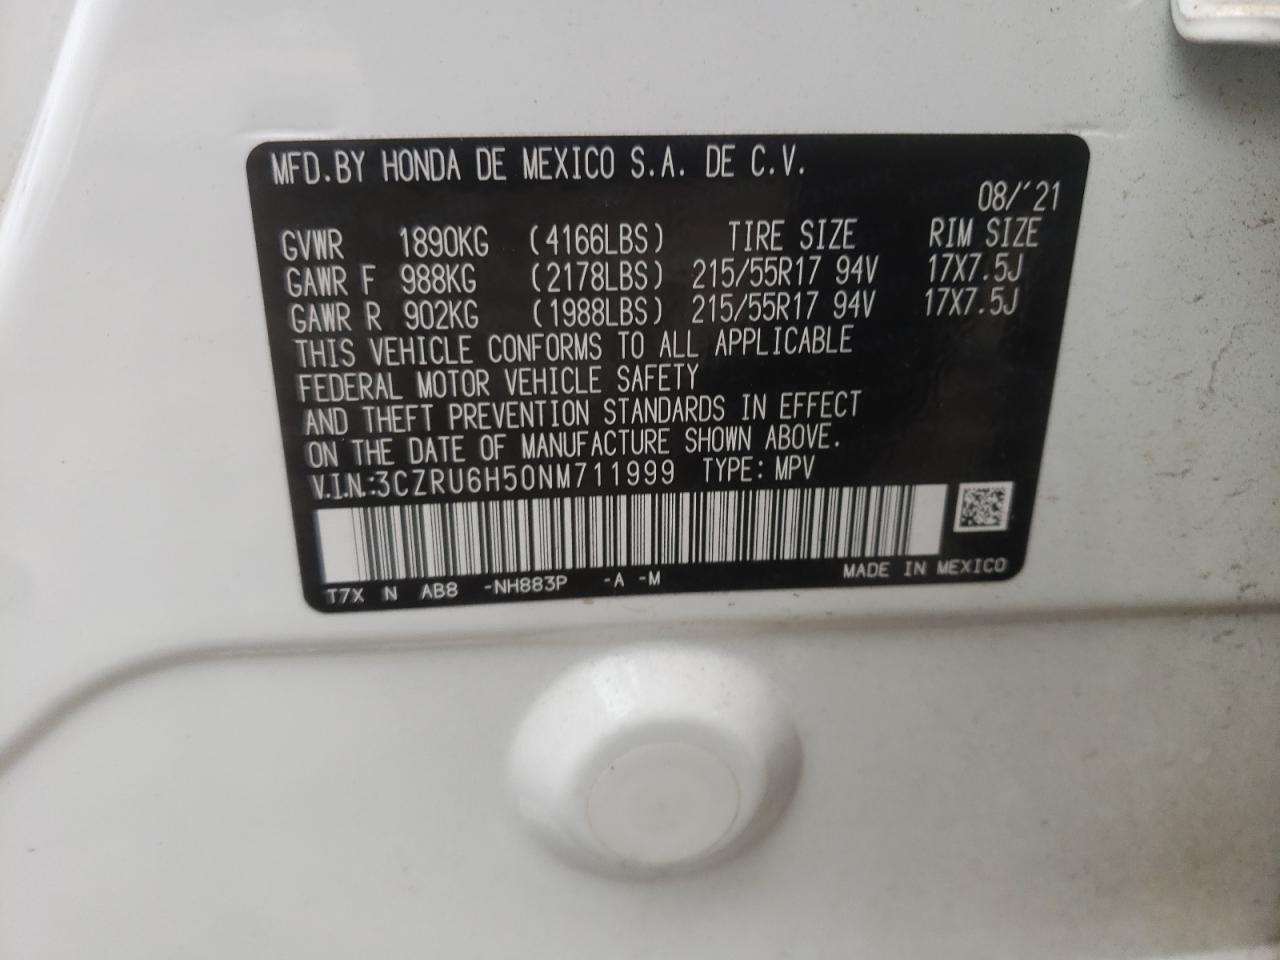 MFD.BY HONDA DE MEXICO S.A. DE C.V.
08/'21
GVWR 1890KG (4166LBS) TIRE SIZE RIM SIZE
GAWR F 988KG (2178LBS) 215/55R17 94V 17X7.5J
GAWR R 902KG (1988LBS) 215/55R17 94V 17X7.5J
THIS VEHICLE CONFORMS TO ALL APPLICABLE
FEDERAL MOTOR VEHICLE SAFETY
AND THEFT PREVENTION STANDARDS IN EFFECT
ON THE DATE OF MANUFACTURE SHOWN ABOVE.
V.I.N.:3CZRU6H50NM711999 TYPE: MPV
T7X N AB8 -NH883P -A -M MADE IN MEXICO